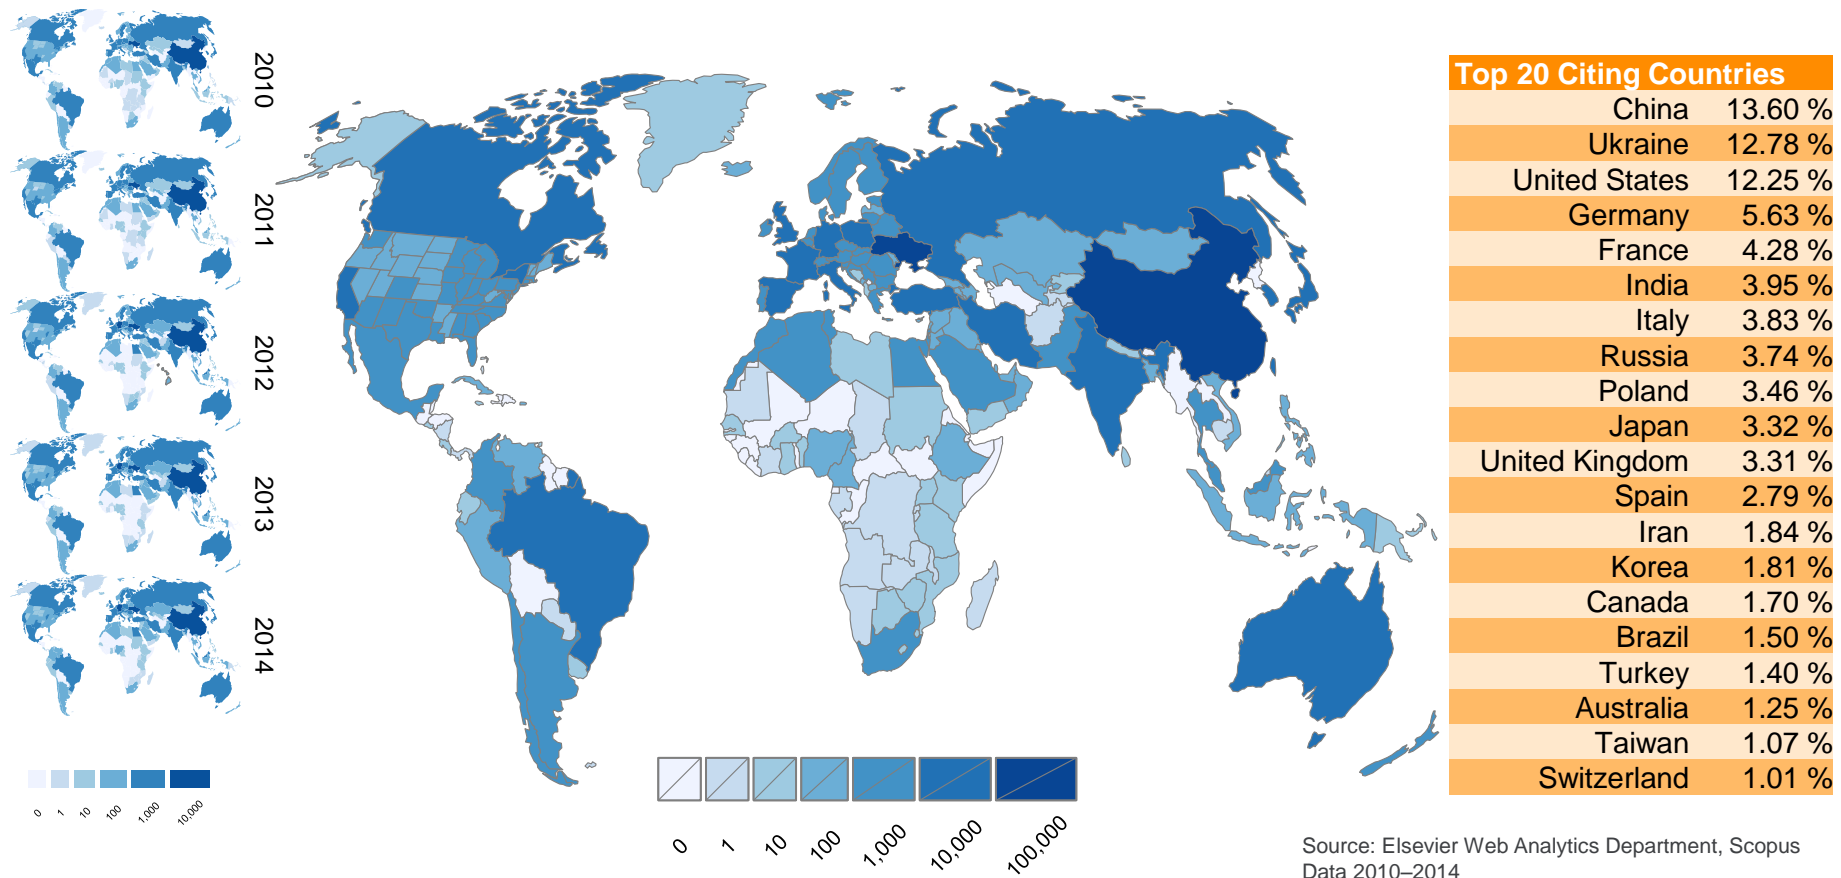 2010
2011
2012
2013
2014
0 1 10 100 1,000 10,000
0 1 10 100 1,000 10,000 100,000
Top 20 Citing Countries
China 13.60 %
Ukraine 12.78 %
United States 12.25 %
Germany 5.63 %
France 4.28 %
India 3.95 %
Italy 3.83 %
Russia 3.74 %
Poland 3.46 %
Japan 3.32 %
United Kingdom 3.31 %
Spain 2.79 %
Iran 1.84 %
Korea 1.81 %
Canada 1.70 %
Brazil 1.50 %
Turkey 1.40 %
Australia 1.25 %
Taiwan 1.07 %
Switzerland 1.01 %
Source: Elsevier Web Analytics Department, Scopus
Data 2010–2014